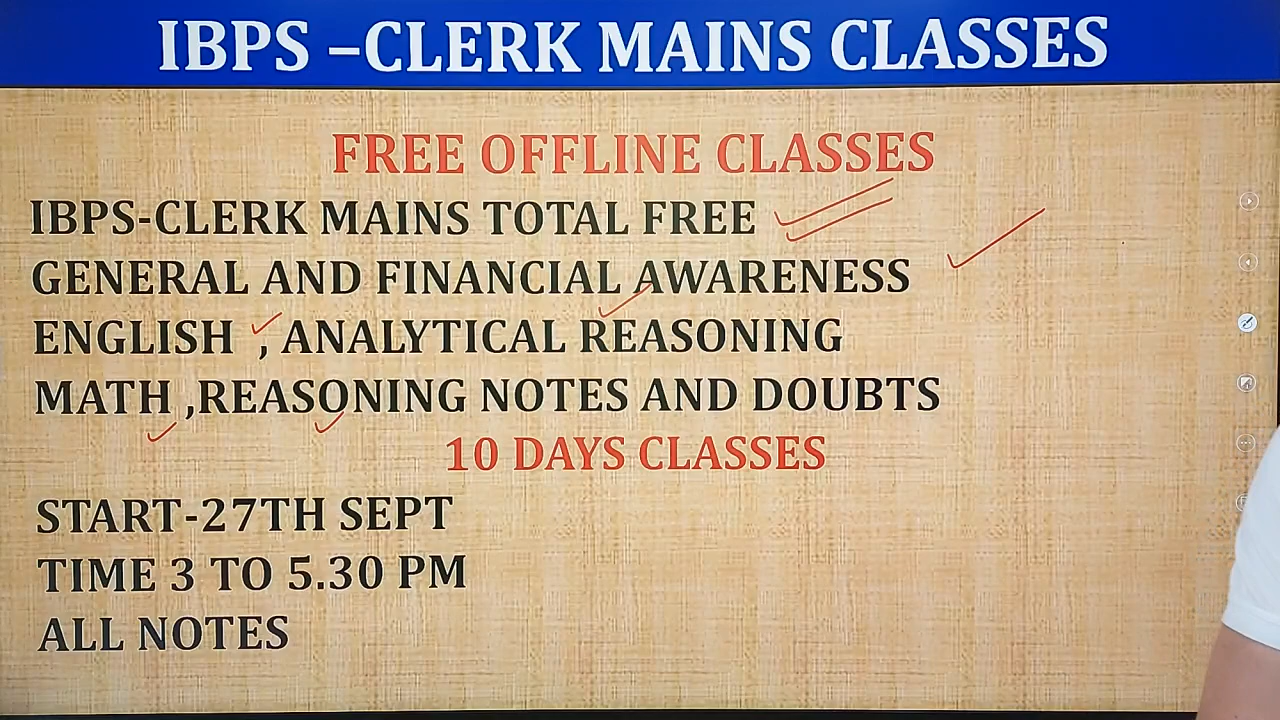 IBPS –CLERK MAINS CLASSES
FREE OFFLINE CLASSES
IBPS-CLERK MAINS TOTAL FREE
GENERAL AND FINANCIAL AWARENESS
ENGLISH , ANALYTICAL REASONING
MATH ,REASONING NOTES AND DOUBTS
10 DAYS CLASSES
START-27TH SEPT
TIME 3 TO 5.30 PM
ALL NOTES